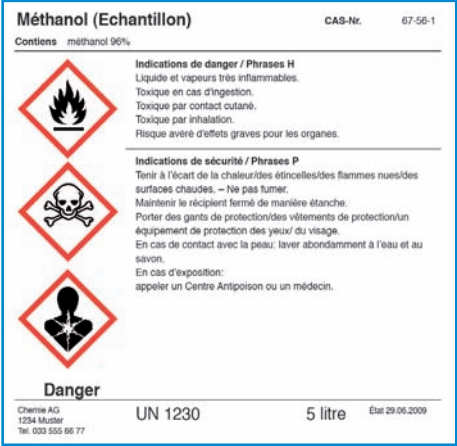 Méthanol (Echantillon) CAS-Nr. 67-56-1
Contiens méthanol 96%
Indications de danger / Phrases H
Liquide et vapeurs très inflammables.
Toxique en cas d'ingestion.
Toxique par contact cutané.
Toxique par inhalation.
Risque avéré d'effets graves pour les organes.
Indications de sécurité / Phrases P
Tenir à l'écart de la chaleur/des étincelles/des flammes nues/des
surfaces chaudes. – Ne pas fumer.
Maintenir le récipient fermé de manière étanche.
Porter des gants de protection/des vêtements de protection/un
équipement de protection des yeux/ du visage.
En cas de contact avec la peau: laver abondamment à l'eau et au
savon.
En cas d'exposition:
appeler un Centre Antipoison ou un médecin.
Danger
Chemie AG
1234 Muster
Tel. 033 555 66 77
UN 1230
5 litre
État 29.06.2009